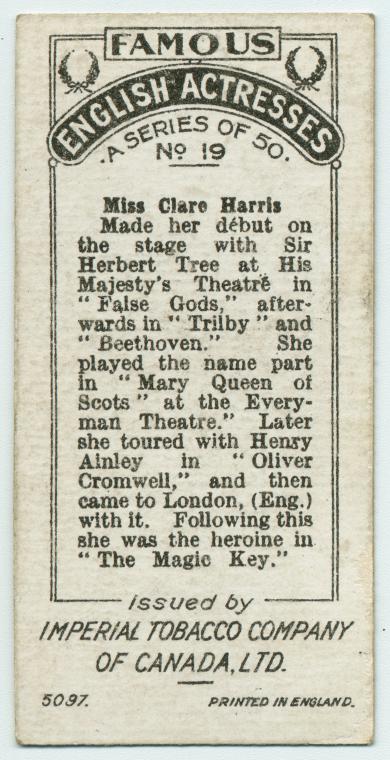 FAMOUS
ENGLISH ACTRESSES
A SERIES OF 50.
No 19
Miss Clare Harris
Made her début on
the stage with Sir
Herbert Tree at His
Majesty's Theatre in
"False Gods," after-
wards in "Trilby" and
"Beethoven." She
played the name part
in "Mary Queen of
Scots" at the Every-
man Theatre." Later
she toured with Henry
Ainley in "Oliver
Cromwell," and then
came to London, (Eng.)
with it. Following this
she was the heroine in
"The Magic Key."
issued by
IMPERIAL TOBACCO COMPANY
OF CANADA, LTD.
5097.
PRINTED IN ENGLAND.